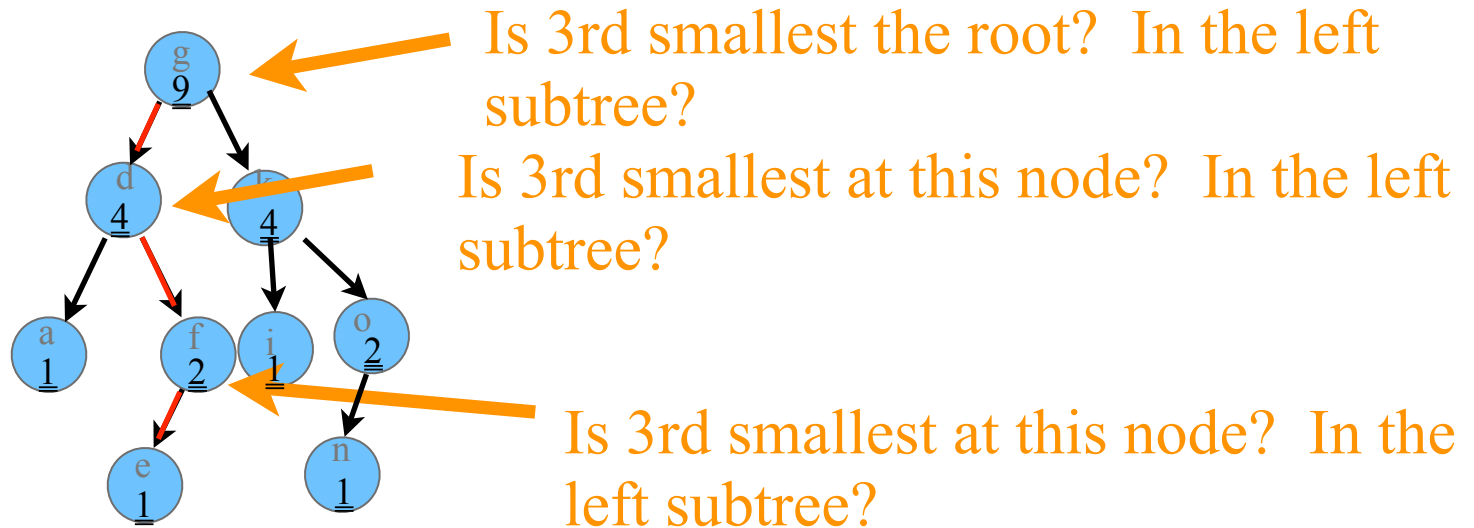 g
9
Is 3rd smallest the root?  In the left
subtree?
d
4
k
4
Is 3rd smallest at this node?  In the left
subtree?
a
1
f
2
i
1
o
2
e
1
n
1
Is 3rd smallest at this node?  In the
left subtree?